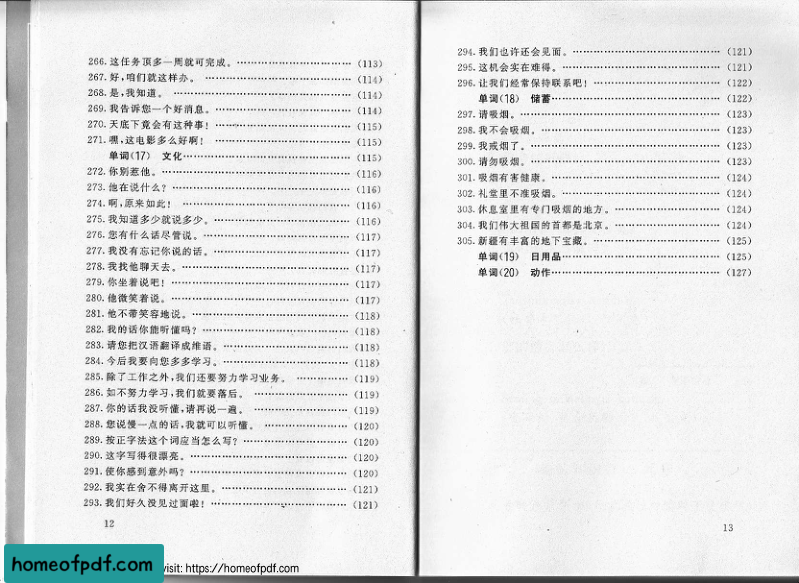 266. 这任务顶多一周就可完成。 ……………………… (113)
267. 好,咱们就这样办。 ……………………………… (114)
268. 是,我知道。 ……………………………………… (114)
269. 我告诉您一个好消息。 …………………………… (114)
270. 天底下竟会有这种事! …………………………… (115)
271. 嘿,这电影多么好啊! …………………………… (115)
单词(17) 文化 ……………………………………… (115)
272. 你别惹他。 ………………………………………… (116)
273. 他在说什么? ……………………………………… (116)
274. 啊,原来如此! …………………………………… (116)
275. 我知道多少就说多少。 …………………………… (116)
276. 您有什么话尽管说。 ……………………………… (117)
277. 我没有忘记你说的话。 …………………………… (117)
278. 我找他聊天去。 …………………………………… (117)
279. 你坐着说吧! ……………………………………… (117)
280. 他微笑着说。 ……………………………………… (117)
281. 他不带笑容地说。 ………………………………… (118)
282. 我的话你能听懂吗? ……………………………… (118)
283. 请您把汉语翻译成维语。 ………………………… (118)
284. 今后我要向您多多学习。 ………………………… (118)
285. 除了工作之外,我们还要努力学习业务。 ……… (119)
286. 如不努力学习,我们就要落后。 ………………… (119)
287. 你的话我没听懂,请再说一遍。 ………………… (119)
288. 您说慢一点的话,我就可以听懂。 ……………… (120)
289. 按正字法这个词应当怎么写? …………………… (120)
290. 这字写得很漂亮。 ………………………………… (120)
291. 使你感到意外吗? ………………………………… (120)
292. 我实在舍不得离开这里。 ………………………… (121)
293. 我们好久没见过面啦! …………………………… (121)
12
294. 我们也许还会见面。 ……………………………… (121)
295. 这机会实在难得。 ………………………………… (121)
296. 让我们经常保持联系吧! ………………………… (122)
单词(18) 储蓄 ……………………………………… (122)
297. 请吸烟。 …………………………………………… (123)
298. 我不会吸烟。 ……………………………………… (123)
299. 我戒烟了。 ………………………………………… (123)
300. 请勿吸烟。 ………………………………………… (123)
301. 吸烟有害健康。 …………………………………… (124)
302. 礼堂里不准吸烟。 ………………………………… (124)
303. 休息室里有专门吸烟的地方。 …………………… (124)
304. 我们伟大祖国的首都是北京。 …………………… (124)
305. 新疆有丰富的地下宝藏。 ………………………… (125)
单词(19) 日用品 …………………………………… (125)
单词(20) 动作 ……………………………………… (127)
13
homeofpdf.com
visit: https://homeofpdf.com